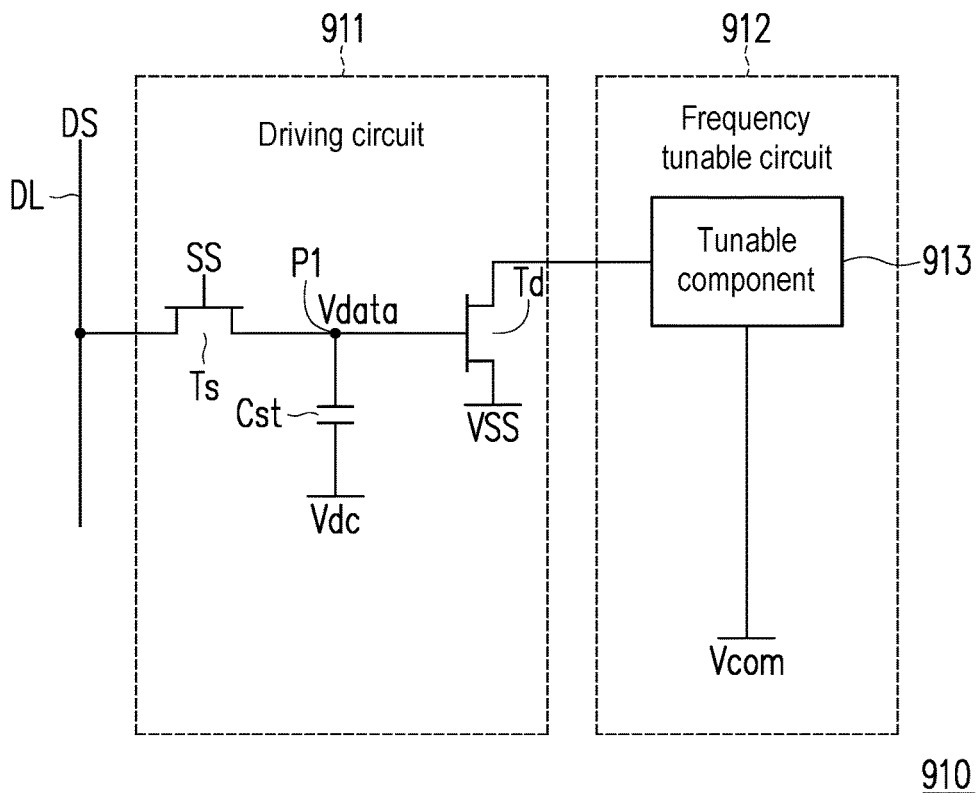 911
912
DS
Driving circuit
Frequency
tunable circuit
DL
SS
P1
Vdata
Td
Tunable
component
913
Ts
Cst
VSS
Vdc
Vcom
910